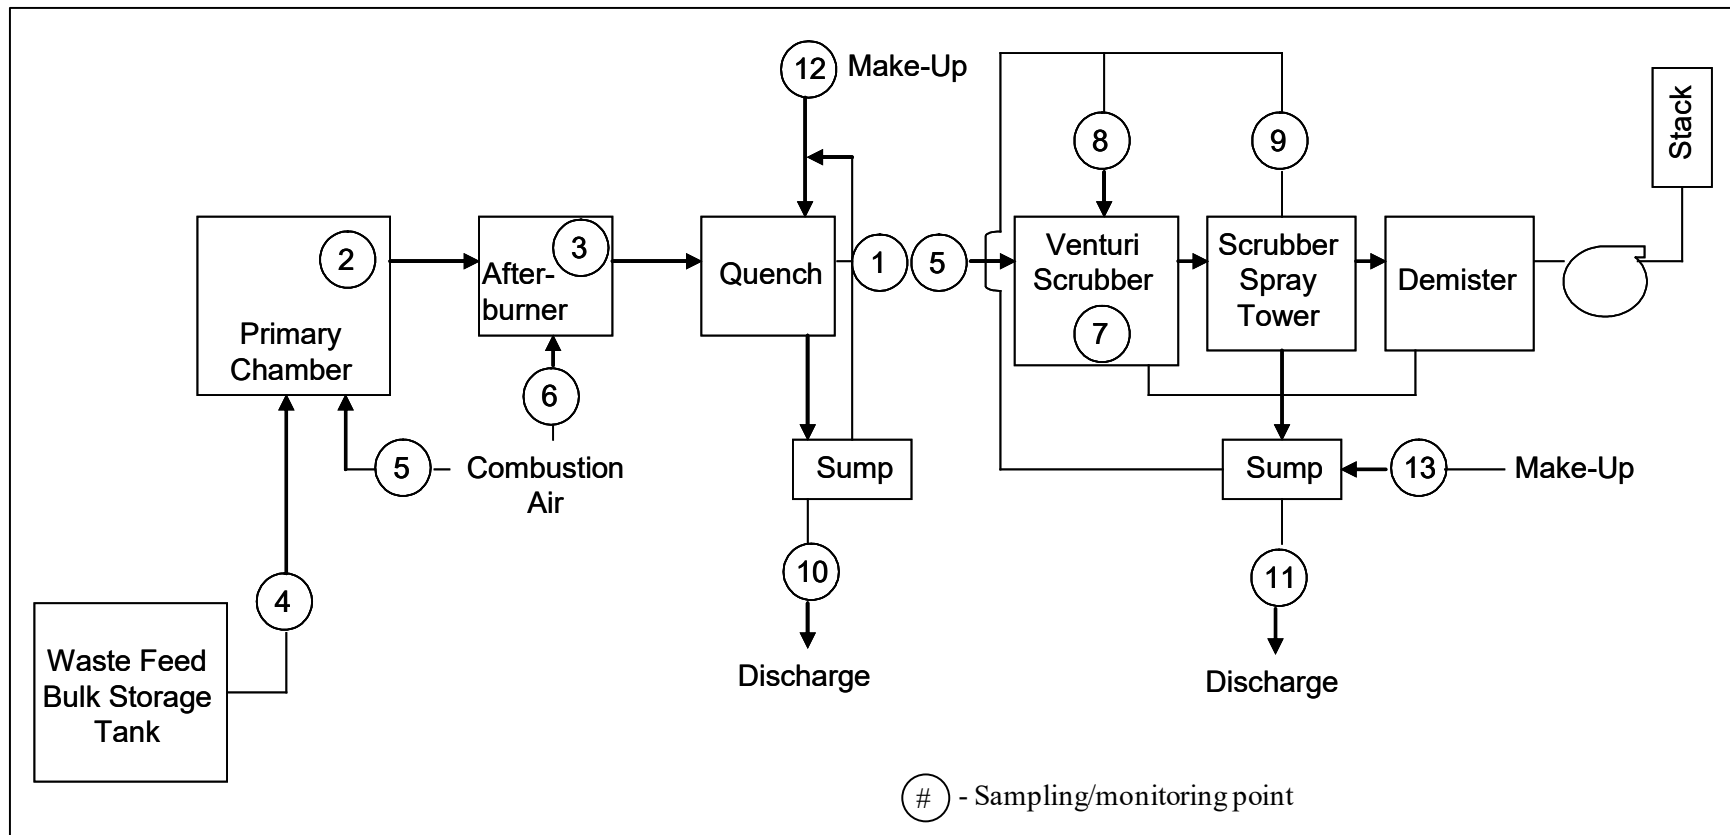 12
Make-Up
8
9
Stack
2
3
After-
burner
Quench
1
5
Venturi
Scrubber
7
Scrubber
Spray
Tower
Demister
Primary
Chamber
6
5
Combustion
Air
Sump
Sump
13
Make-Up
10
11
4
Discharge
Discharge
Waste Feed
Bulk Storage
Tank
# - Sampling/monitoring point